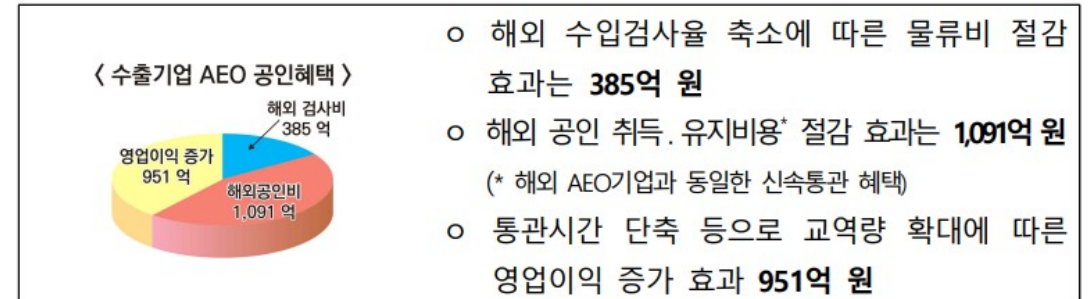 〈 수출기업 AEO 공인혜택 〉
해외 검사비
385 억
영업이익 증가
951 억
해외공인비
1,091 억
ㅇ 해외 수입검사율 축소에 따른 물류비 절감
효과는 385억 원
ㅇ 해외 공인 취득․유지비용* 절감 효과는 1,091억 원
(* 해외 AEO기업과 동일한 신속통관 혜택)
ㅇ 통관시간 단축 등으로 교역량 확대에 따른
영업이익 증가 효과 951억 원